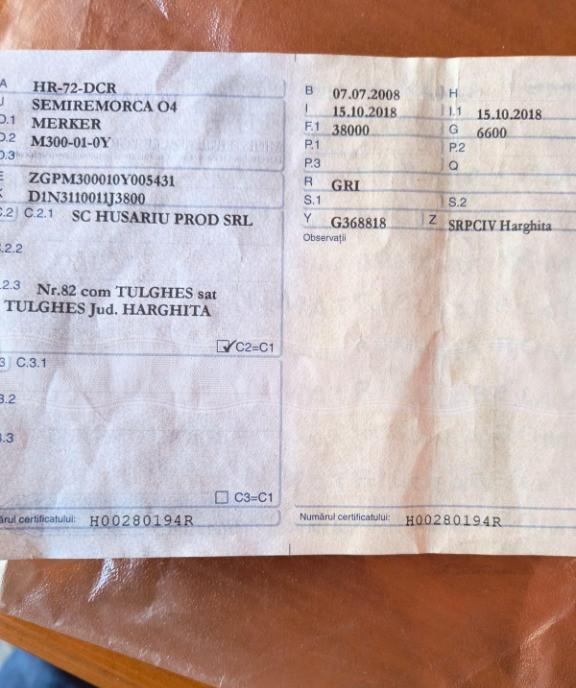 A HR-72-DCR
J SEMIREMORCA O4
D.1 MERKER
D.2 M300-01-0Y
D.3
E ZGPM300010Y005431
K D1N3110011J3800
C.2 C.2.1 SC HUSARIU PROD SRL
.2.2
.2.3 Nr.82 com TULGHES sat
TULGHES Jud. HARGHITA
C2=C1
3 C.3.1
3.2
3.3
C3=C1
ărul certificatului: H00280194R
B 07.07.2008 H
I 15.10.2018 I.1 15.10.2018
F.1 38000 G 6600
P.1 P.2
P.3 Q
R GRI
S.1 S.2
Y G368818 Z SRPCIV Harghita
Observații
Numărul certificatului: H00280194R